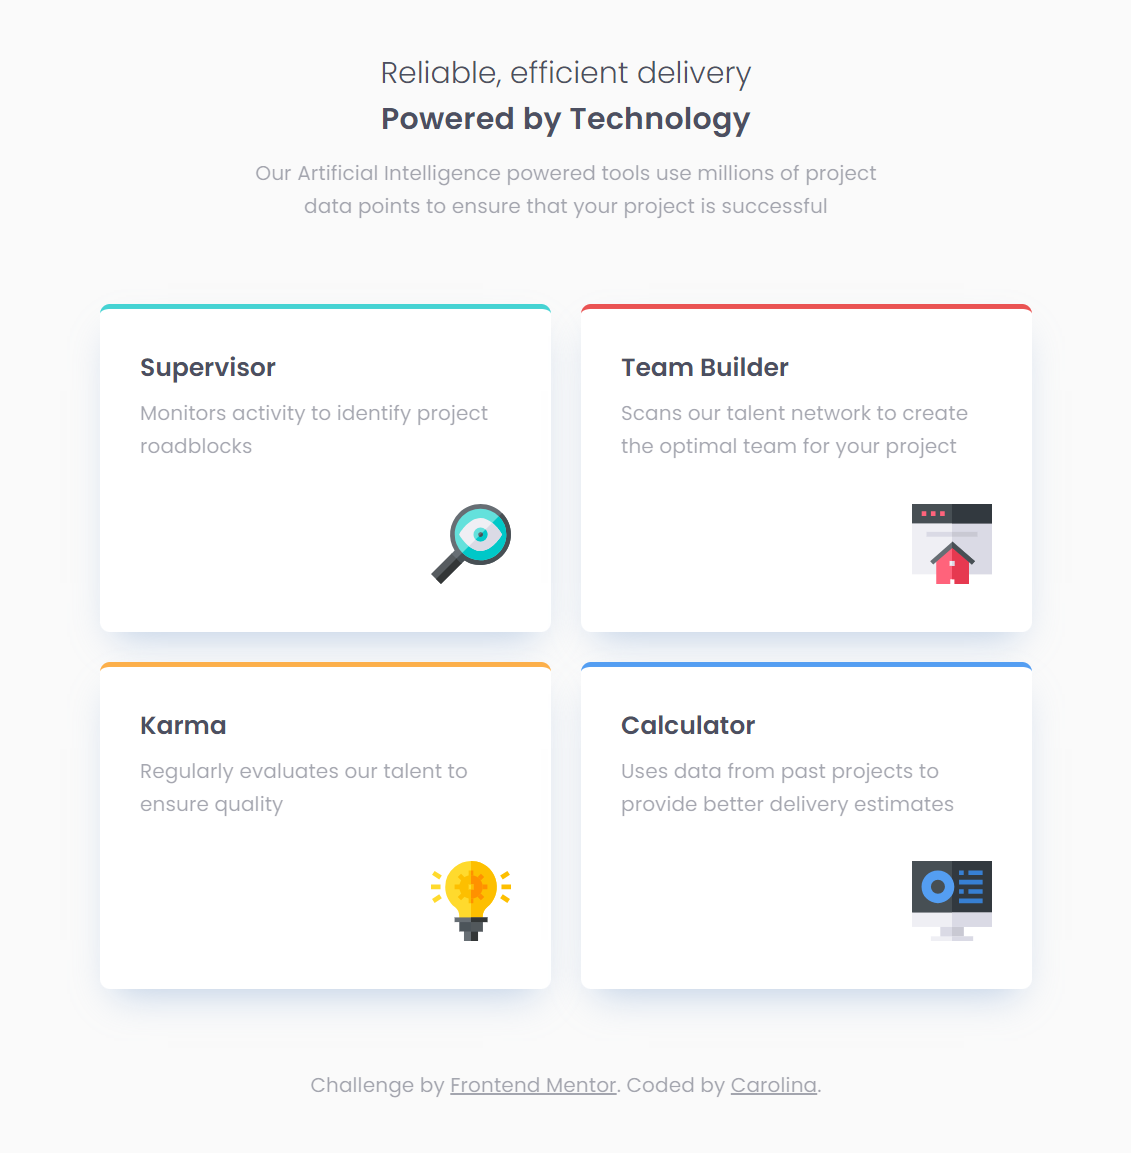 Reliable, efficient delivery
Powered by Technology
Our Artificial Intelligence powered tools use millions of project
data points to ensure that your project is successful
Supervisor
Monitors activity to identify project
roadblocks
Team Builder
Scans our talent network to create
the optimal team for your project
Karma
Regularly evaluates our talent to
ensure quality
Calculator
Uses data from past projects to
provide better delivery estimates
Challenge by Frontend Mentor. Coded by Carolina.